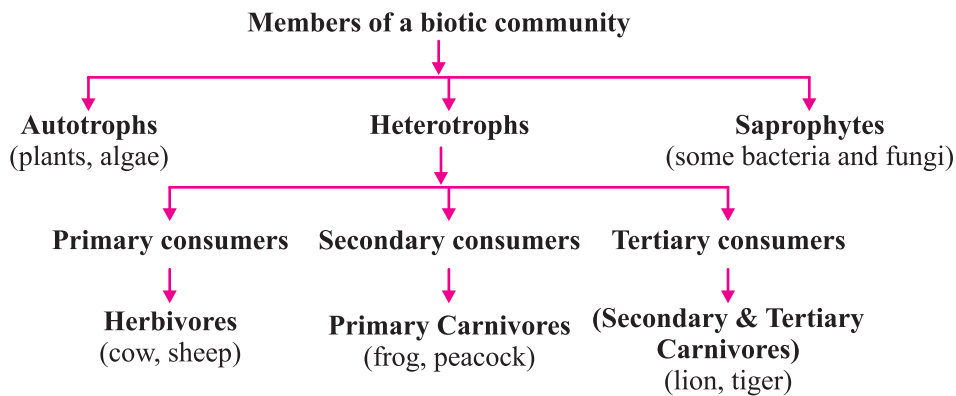 Members of a biotic community
Autotrophs
(plants, algae)
Heterotrophs
Saprophytes
(some bacteria and fungi)
Primary consumers
Secondary consumers
Tertiary consumers
Herbivores
(cow, sheep)
Primary Carnivores
(frog, peacock)
(Secondary & Tertiary
Carnivores)
(lion, tiger)